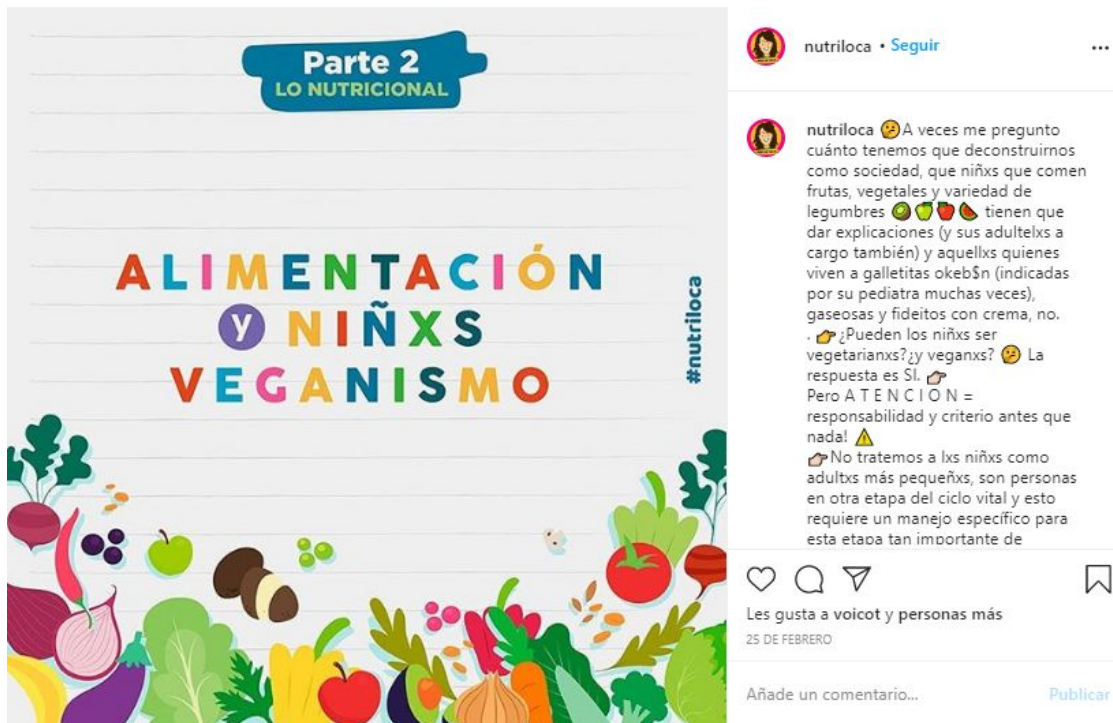 Parte 2
LO NUTRICIONAL
ALIMENTACIÓN
y NIÑXS
VEGANISMO
#nutriloca
nutriloca • Seguir
nutriloca 🤔A veces me pregunto
cuánto tenemos que deconstruirnos
como sociedad, que niñxs que comen
frutas, vegetales y variedad de
legumbres 🥝🍏🍎🍉 tienen que
dar explicaciones (y sus adultelxs a
cargo también) y aquellxs quienes
viven a galletitas okeb$n (indicadas
por su pediatra muchas veces),
gaseosas y fideitos con crema, no.
. 👉¿Pueden los niñxs ser
vegetarianxs?¿y veganxs? 🤔 La
respuesta es SI. 👉🏻
Pero A T E N C I O N =
responsabilidad y criterio antes que
nada! ⚠️
👉🏻No tratemos a lxs niñxs como
adultxs más pequeñxs, son personas
en otra etapa del ciclo vital y esto
requiere un manejo específico para
esta etapa tan importante de
Les gusta a voicot y personas más
25 DE FEBRERO
Añade un comentario... Publicar